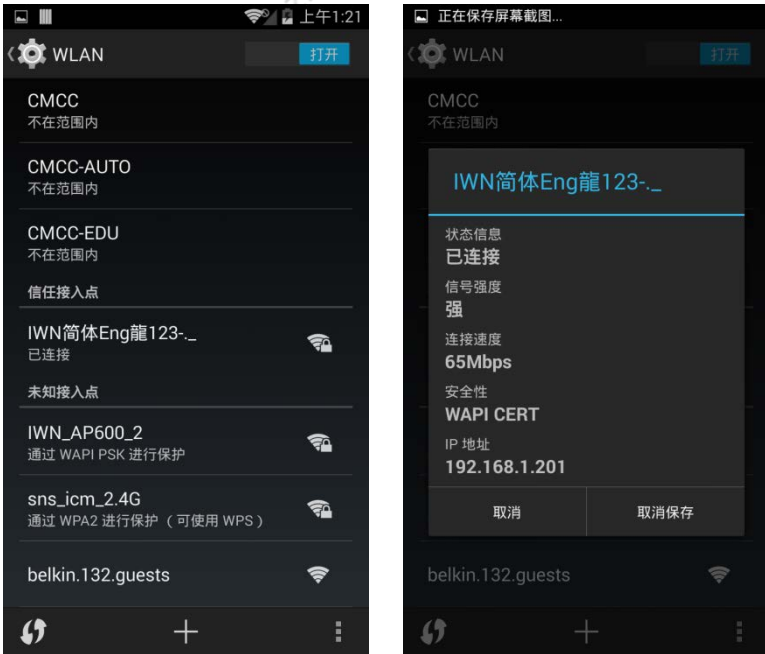 上午1:21
WLAN
打开
CMCC
不在范围内
CMCC-AUTO
不在范围内
CMCC-EDU
不在范围内
信任接入点
IWN简体Eng龍123-._
已连接
未知接入点
IWN_AP600_2
通过 WAPI PSK 进行保护
sns_icm_2.4G
通过 WPA2 进行保护 （可使用 WPS）
belkin.132.guests
正在保存屏幕截图...
WLAN
打开
CMCC
不在范围内
IWN简体Eng龍123-._
状态信息
已连接
信号强度
强
连接速度
65Mbps
安全性
WAPI CERT
IP 地址
192.168.1.201
取消
取消保存
belkin.132.guests